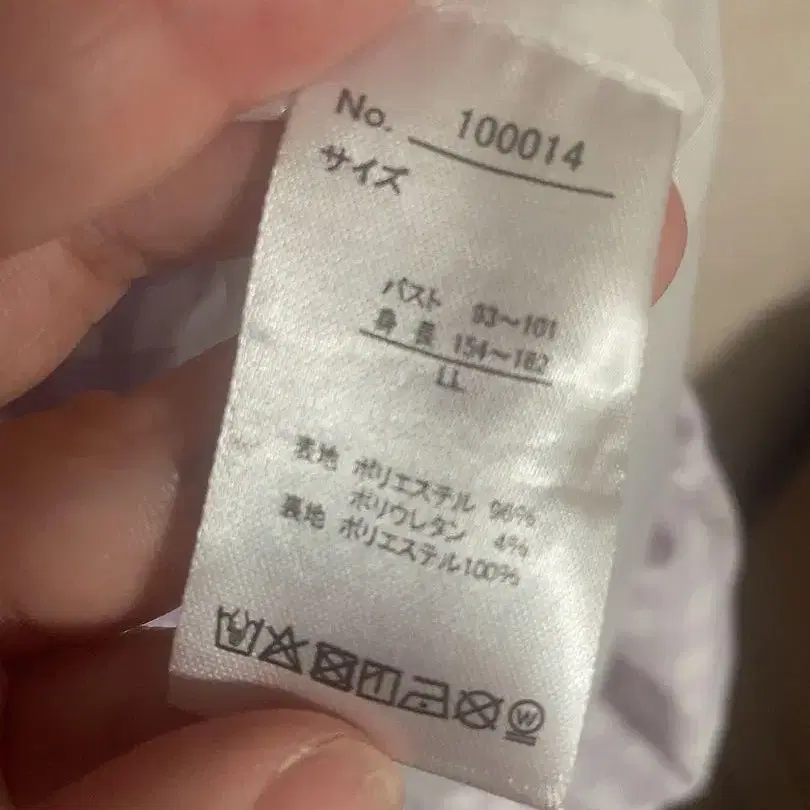 No. 100014
サイズ
バスト 93～101
身長 154～162
LL
表地 ポリエステル 96%
ポリウレタン 4%
裏地 ポリエステル100%
W